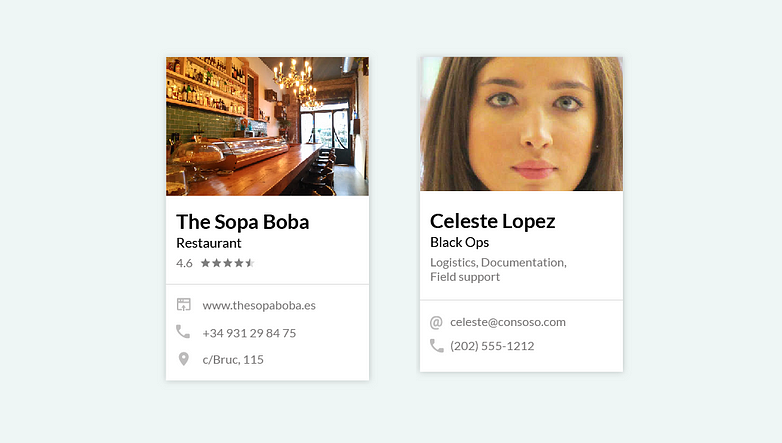 The Sopa Boba
Restaurant
4.6
www.thesopaboba.es
+34 931 29 84 75
c/Bruc, 115
Celeste Lopez
Black Ops
Logistics, Documentation,
Field support
celeste@consoso.com
(202) 555-1212